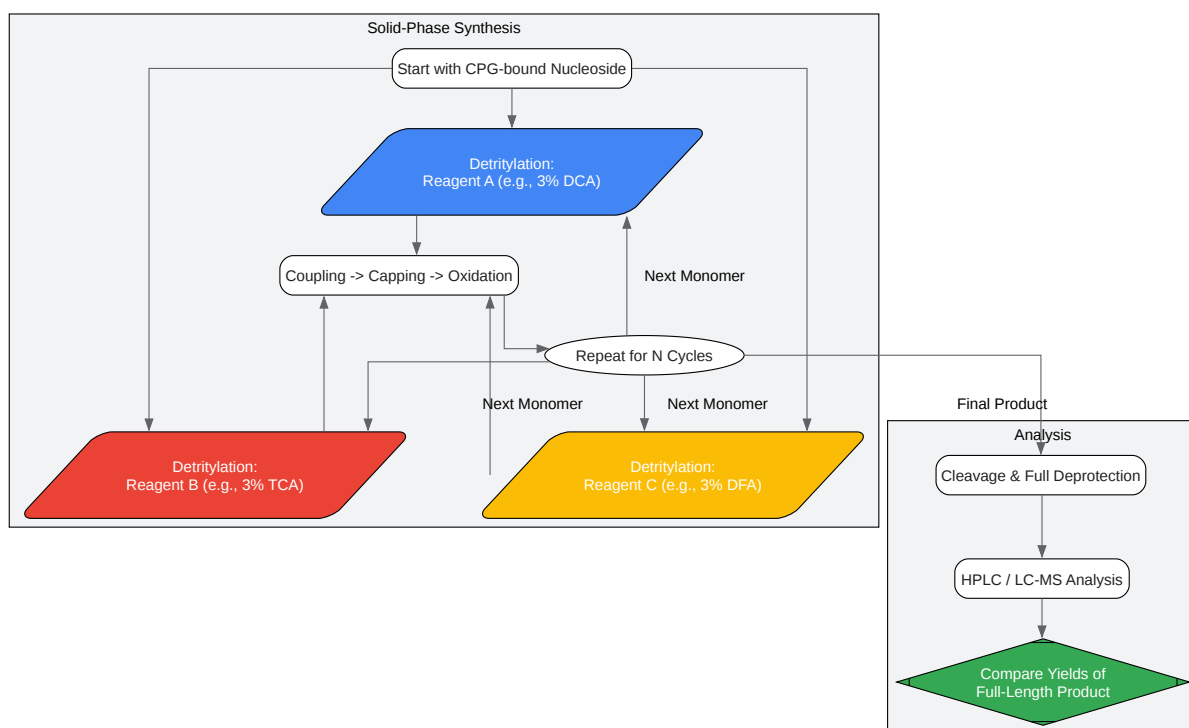 Solid-Phase Synthesis
Start with CPG-bound Nucleoside
Detritylation:
Reagent A (e.g., 3% DCA)
Coupling -> Capping -> Oxidation
Next Monomer
Repeat for N Cycles
Next Monomer
Next Monomer
Final Product
Detritylation:
Reagent B (e.g., 3% TCA)
Detritylation:
Reagent C (e.g., 3% DFA)
Analysis
Cleavage & Full Deprotection
HPLC / LC-MS Analysis
Compare Yields of
Full-Length Product